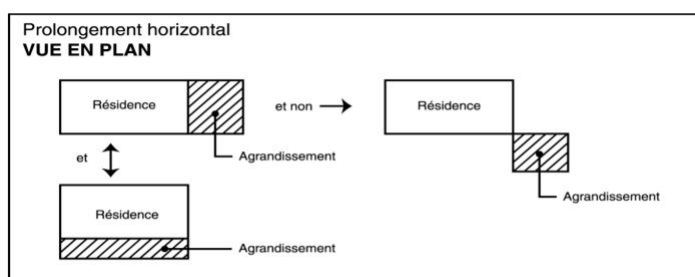 Prolongement horizontal
VUE EN PLAN
Résidence
et non
Résidence
Agrandissement
et
Agrandissement
Résidence
Agrandissement